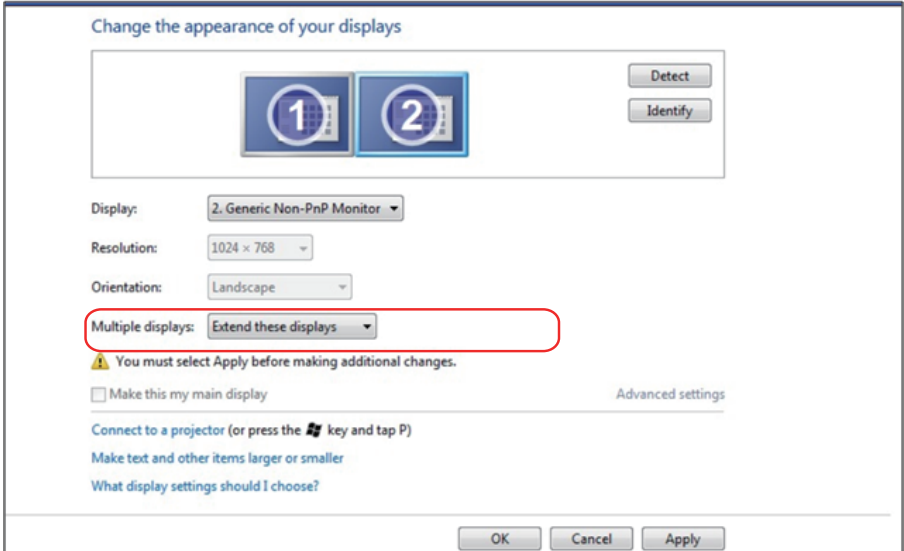 Change the appearance of your displays
1
2
Detect
Identify
Display: 2. Generic Non-PnP Monitor
Resolution: 1024 × 768
Orientation: Landscape
Multiple displays: Extend these displays
You must select Apply before making additional changes.
Make this my main display Advanced settings
Connect to a projector (or press the key and tap P)
Make text and other items larger or smaller
What display settings should I choose?
OK Cancel Apply